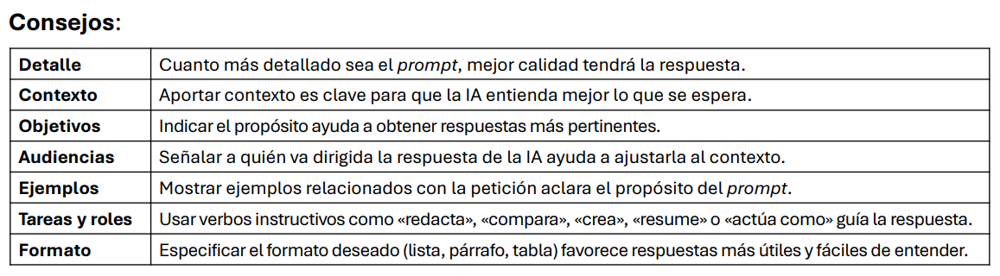 Consejos:
Detalle Cuanto más detallado sea el prompt, mejor calidad tendrá la respuesta.
Contexto Aportar contexto es clave para que la IA entienda mejor lo que se espera.
Objetivos Indicar el propósito ayuda a obtener respuestas más pertinentes.
Audiencias Señalar a quién va dirigida la respuesta de la IA ayuda a ajustarla al contexto.
Ejemplos Mostrar ejemplos relacionados con la petición aclara el propósito del prompt.
Tareas y roles Usar verbos instructivos como «redacta», «compara», «crea», «resume» o «actúa como» guía la respuesta.
Formato Especificar el formato deseado (lista, párrafo, tabla) favorece respuestas más útiles y fáciles de entender.